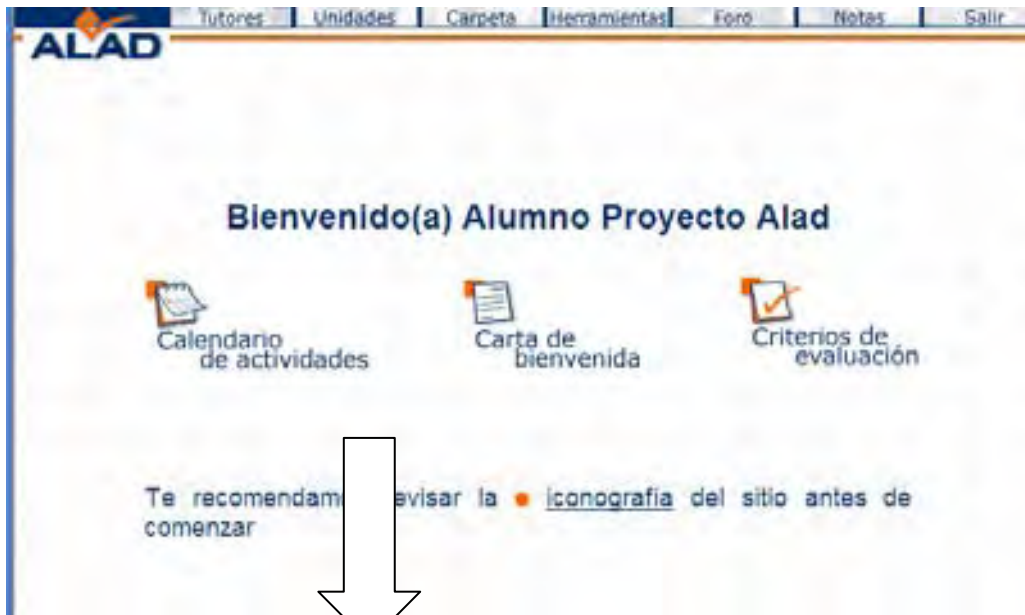 Tutores Unidades Carpeta Herramientas Foro Notas Salir
ALAD
Bienvenido(a) Alumno Proyecto Alad
Calendario de actividades
Carta de bienvenida
Criterios de evaluación
Te recomendam evisar la iconografía del sitio antes de
comenzar